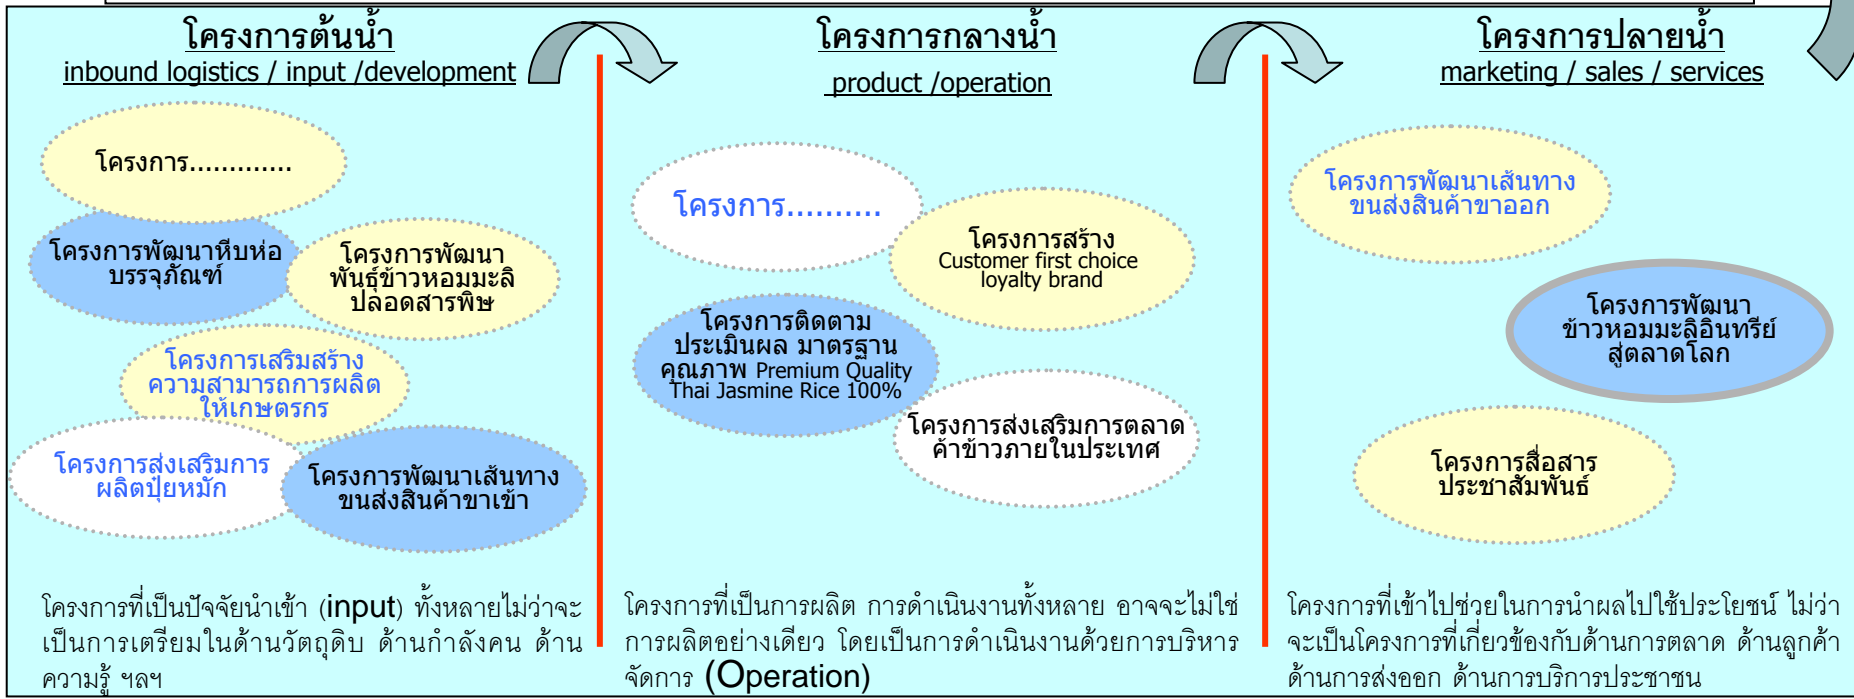 โครงการต้นน้ำ
inbound logistics / input /development
โครงการ.............
โครงการพัฒนาหีบห่อ
บรรจุภัณฑ์
โครงการพัฒนา
พันธุ์ข้าวหอมมะลิ
ปลอดสารพิษ
โครงการเสริมสร้าง
ความสามารถการผลิต
ให้เกษตรกร
โครงการส่งเสริมการ
ผลิตปุ๋ยหมัก
โครงการพัฒนาเส้นทาง
ขนส่งสินค้าขาเข้า
โครงการที่เป็นปัจจัยนำเข้า (input) ทั้งหลายไม่ว่าจะ
เป็นการเตรียมในด้านวัตถุดิบ ด้านกำลังคน ด้าน
ความรู้ ฯลฯ
โครงการกลางน้ำ
product /operation
โครงการ..........
โครงการสร้าง
Customer first choice
loyalty brand
โครงการติดตาม
ประเมินผล มาตรฐาน
คุณภาพ Premium Quality
Thai Jasmine Rice 100%
โครงการส่งเสริมการตลาด
ค้าข้าวภายในประเทศ
โครงการที่เป็นการผลิต การดำเนินงานทั้งหลาย อาจจะไม่ใช่
การผลิตอย่างเดียว โดยเป็นการดำเนินงานด้วยการบริหาร
จัดการ (Operation)
โครงการปลายน้ำ
marketing / sales / services
โครงการพัฒนาเส้นทาง
ขนส่งสินค้าขาออก
โครงการพัฒนา
ข้าวหอมมะลิอินทรีย์
สู่ตลาดโลก
โครงการสื่อสาร
ประชาสัมพันธ์
โครงการที่เข้าไปช่วยในการนำผลไปใช้ประโยชน์ ไม่ว่า
จะเป็นโครงการที่เกี่ยวข้องกับด้านการตลาด ด้านลูกค้า
ด้านการส่งออก ด้านการบริการประชาชน